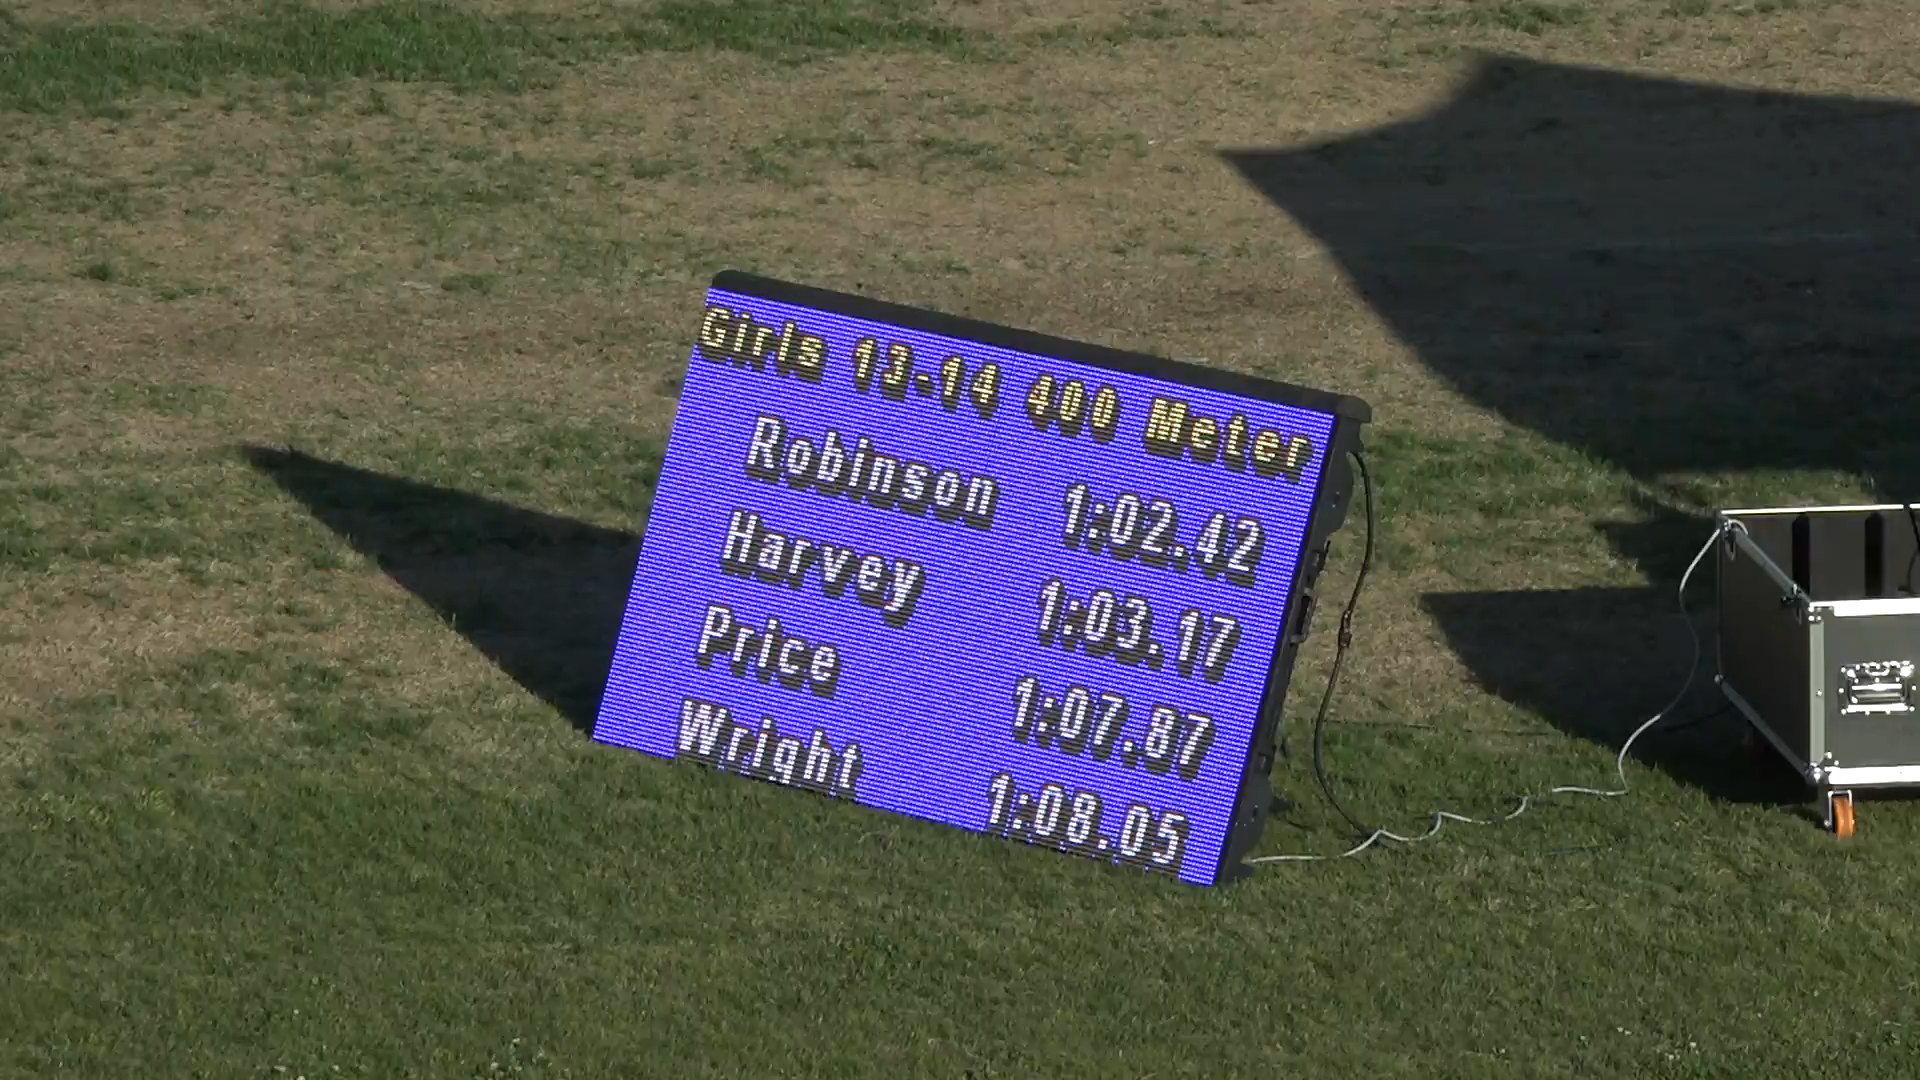 Girls 13-14 400 Meter
Robinson 1:02.42
Harvey 1:03.17
Price 1:07.87
Wright 1:08.05